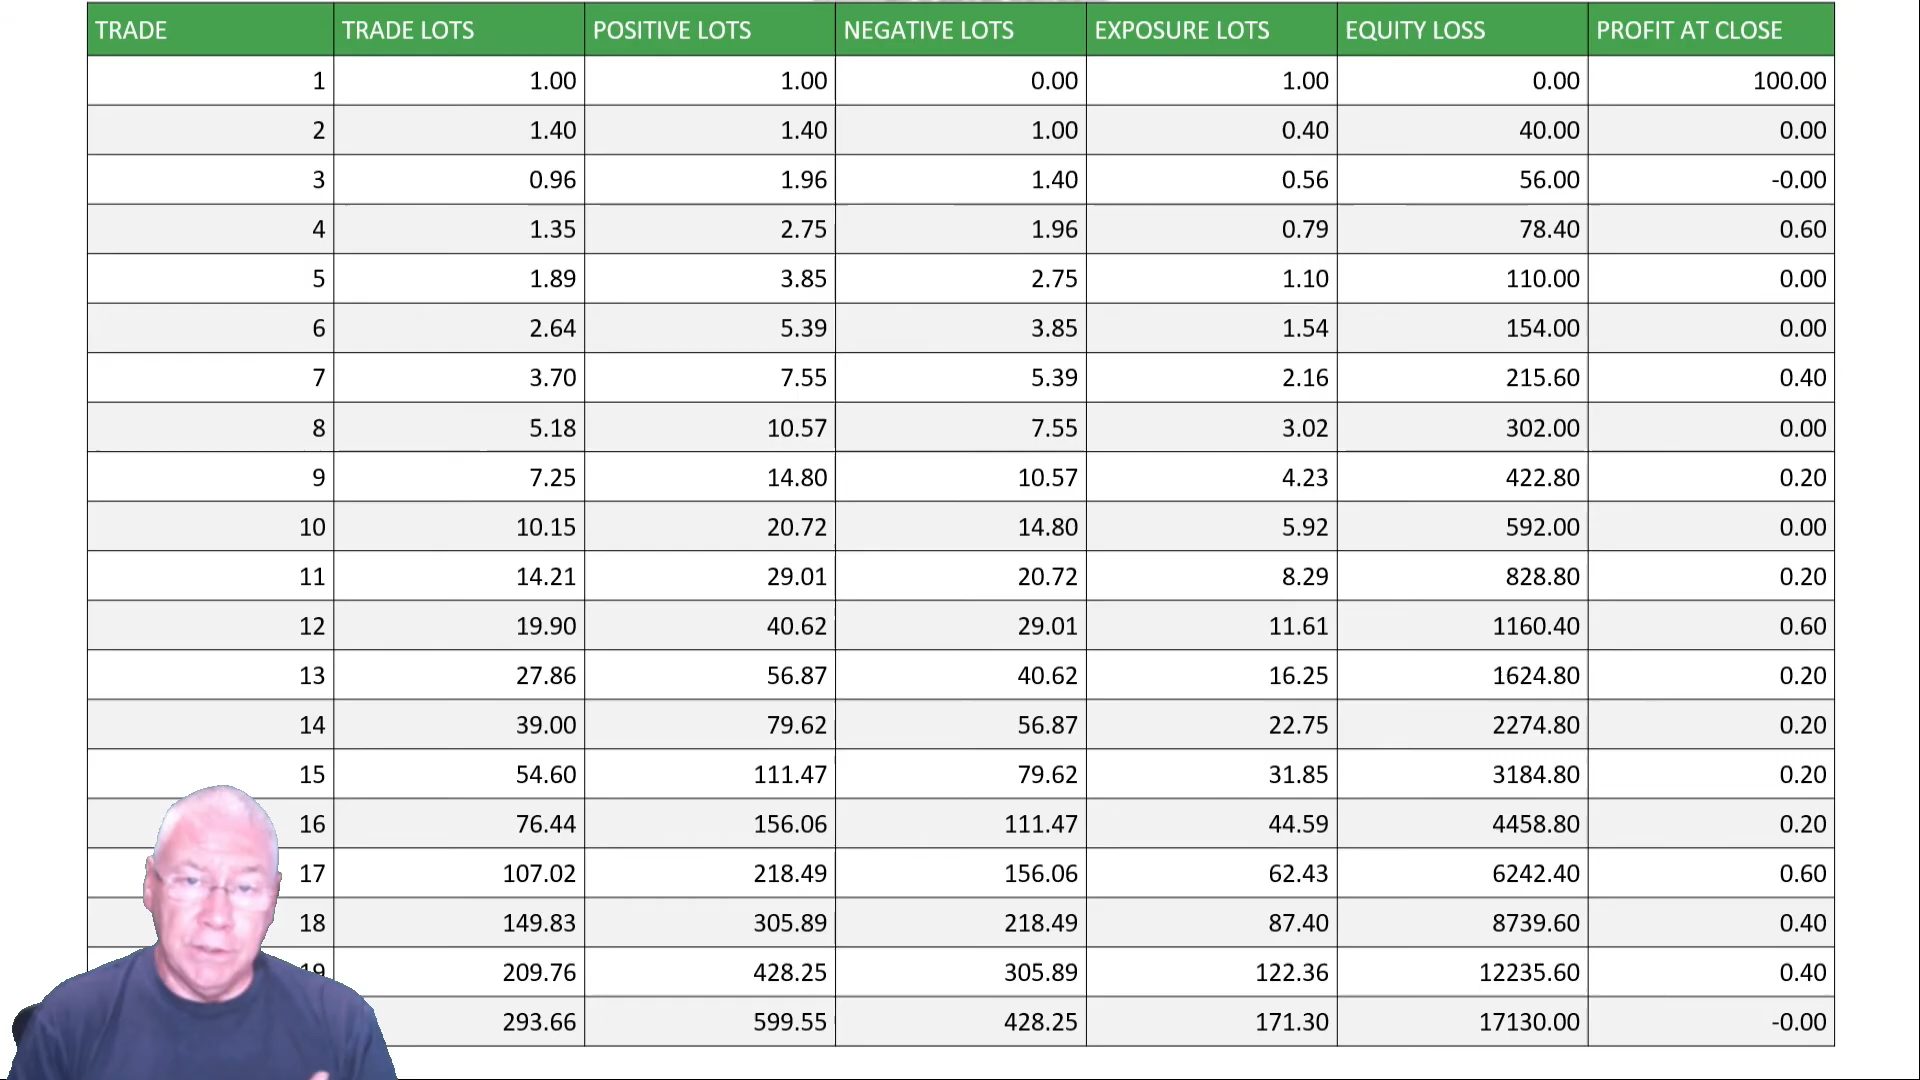 TRADE TRADE LOTS POSITIVE LOTS NEGATIVE LOTS EXPOSURE LOTS EQUITY LOSS PROFIT AT CLOSE
1 1.00 1.00 0.00 1.00 0.00 100.00
2 1.40 1.40 1.00 0.40 40.00 0.00
3 0.96 1.96 1.40 0.56 56.00 -0.00
4 1.35 2.75 1.96 0.79 78.40 0.60
5 1.89 3.85 2.75 1.10 110.00 0.00
6 2.64 5.39 3.85 1.54 154.00 0.00
7 3.70 7.55 5.39 2.16 215.60 0.40
8 5.18 10.57 7.55 3.02 302.00 0.00
9 7.25 14.80 10.57 4.23 422.80 0.20
10 10.15 20.72 14.80 5.92 592.00 0.00
11 14.21 29.01 20.72 8.29 828.80 0.20
12 19.90 40.62 29.01 11.61 1160.40 0.60
13 27.86 56.87 40.62 16.25 1624.80 0.20
14 39.00 79.62 56.87 22.75 2274.80 0.20
15 54.60 111.47 79.62 31.85 3184.80 0.20
16 76.44 156.06 111.47 44.59 4458.80 0.20
17 107.02 218.49 156.06 62.43 6242.40 0.60
18 149.83 305.89 218.49 87.40 8739.60 0.40
19 209.76 428.25 305.89 122.36 12235.60 0.40
293.66 599.55 428.25 171.30 17130.00 -0.00